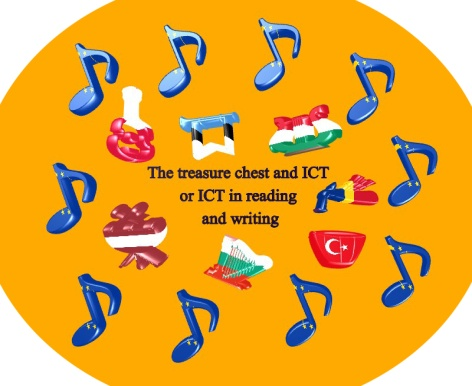 The treasure chest and ICT
or ICT in reading
and writing